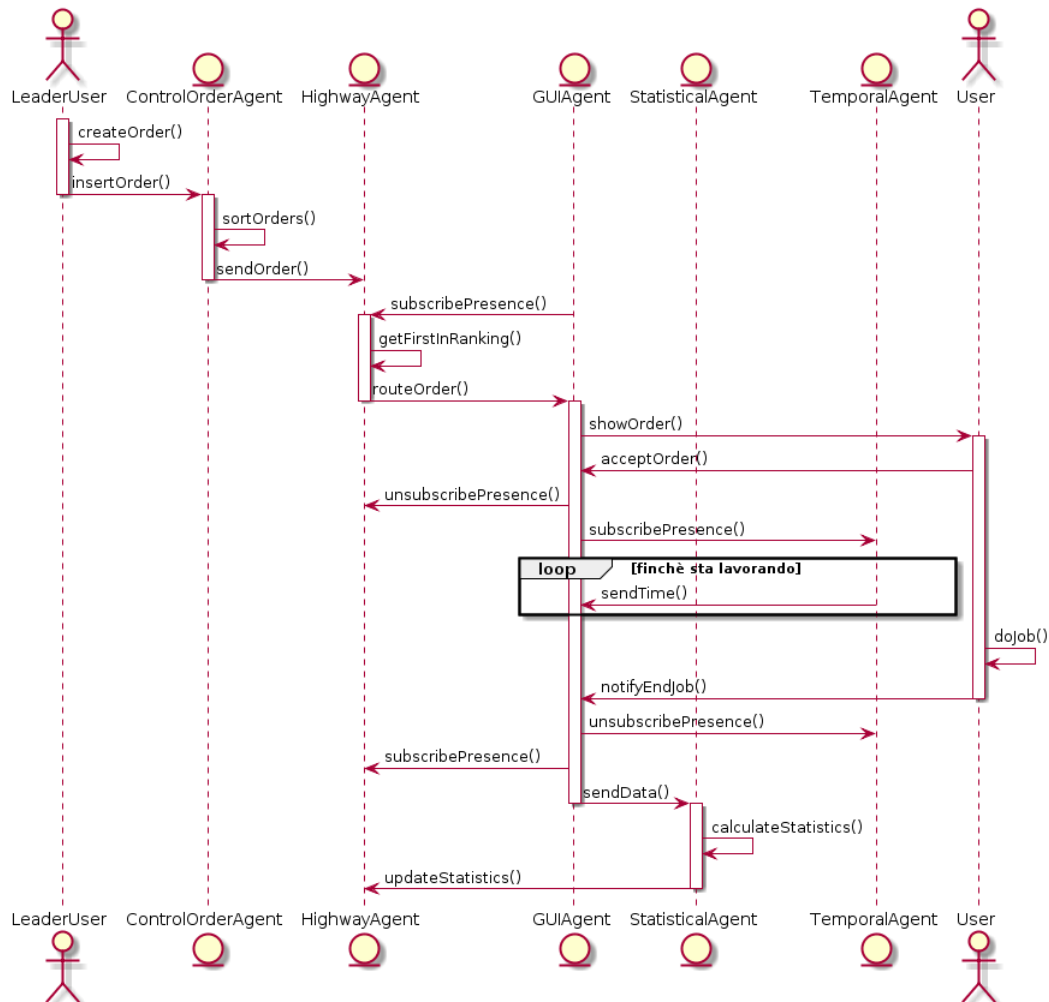 LeaderUser ControlOrderAgent HighwayAgent GUIAgent StatisticalAgent TemporalAgent User
createOrder()
insertOrder()
sortOrders()
sendOrder()
subscribePresence()
getFirstInRanking()
routeOrder()
showOrder()
acceptOrder()
unsubscribePresence()
subscribePresence()
loop [finchè sta lavorando]
sendTime()
doJob()
notifyEndJob()
unsubscribePresence()
subscribePresence()
sendData()
calculateStatistics()
updateStatistics()
LeaderUser ControlOrderAgent HighwayAgent GUIAgent StatisticalAgent TemporalAgent User